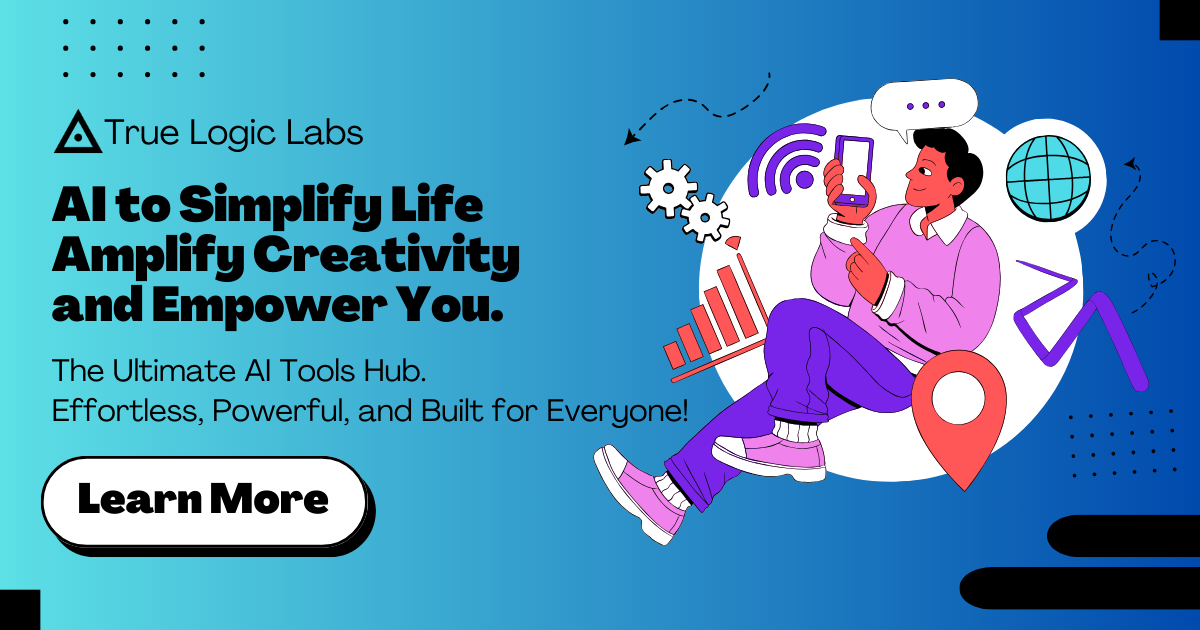 True Logic Labs
AI to Simplify Life
Amplify Creativity
and Empower You.
The Ultimate AI Tools Hub.
Effortless, Powerful, and Built for Everyone!
Learn More